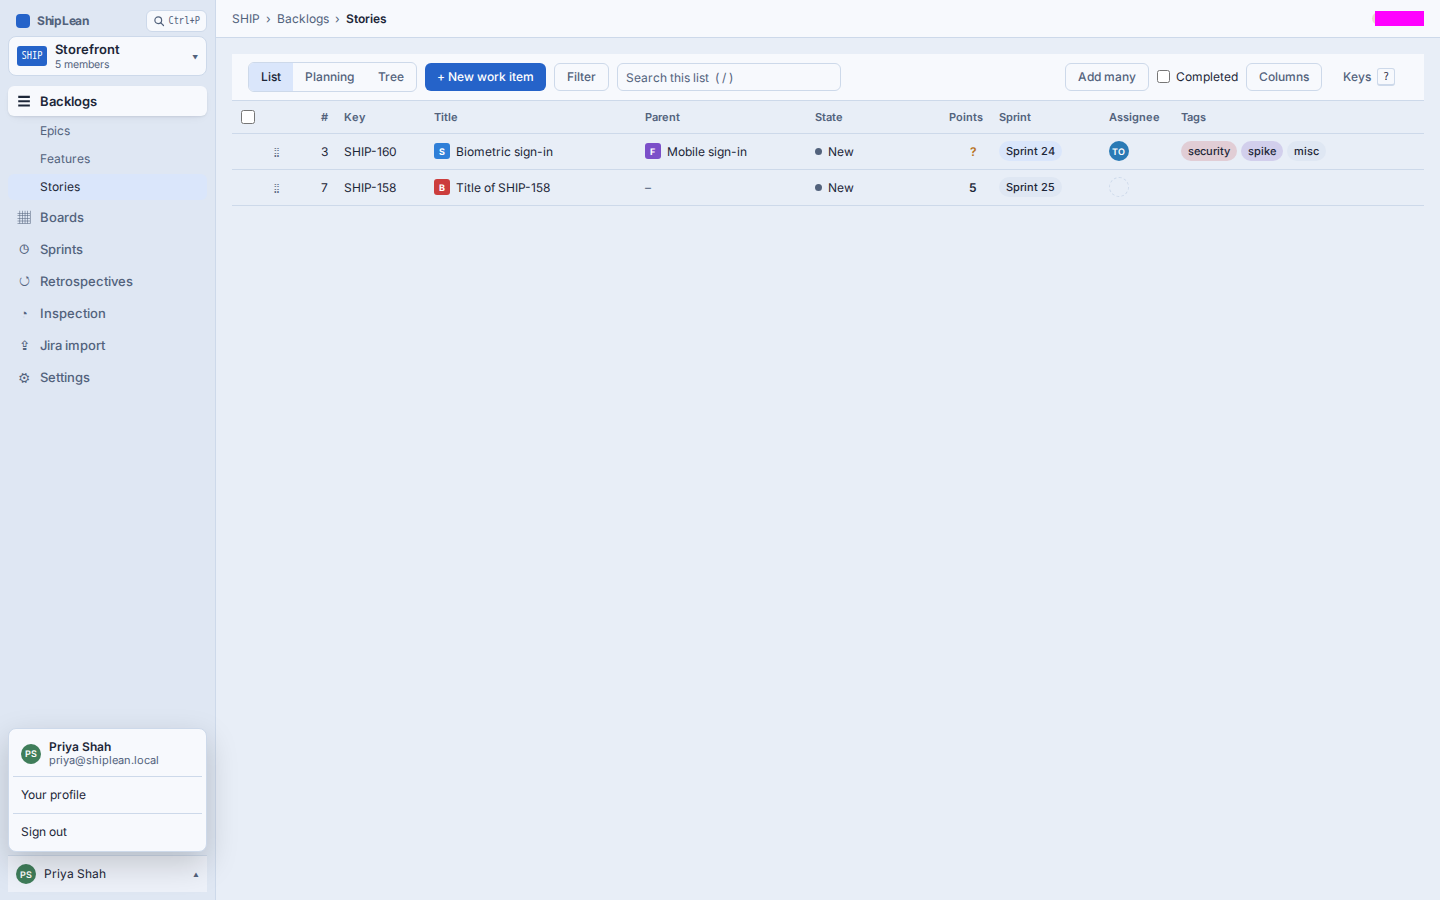 ShipLean
Ctrl+P
SHIP
Storefront
5 members
Backlogs
Epics
Features
Stories
Boards
Sprints
Retrospectives
Inspection
Jira import
Settings
PS Priya Shah
priya@shiplean.local
Your profile
Sign out
PS Priya Shah
SHIP › Backlogs › Stories
List Planning Tree + New work item Filter Search this list ( / ) Add many Completed Columns Keys ?
# Key Title Parent State Points Sprint Assignee Tags
3 SHIP-160 S Biometric sign-in F Mobile sign-in New ? Sprint 24 TO security spike misc
7 SHIP-158 B Title of SHIP-158 – New 5 Sprint 25